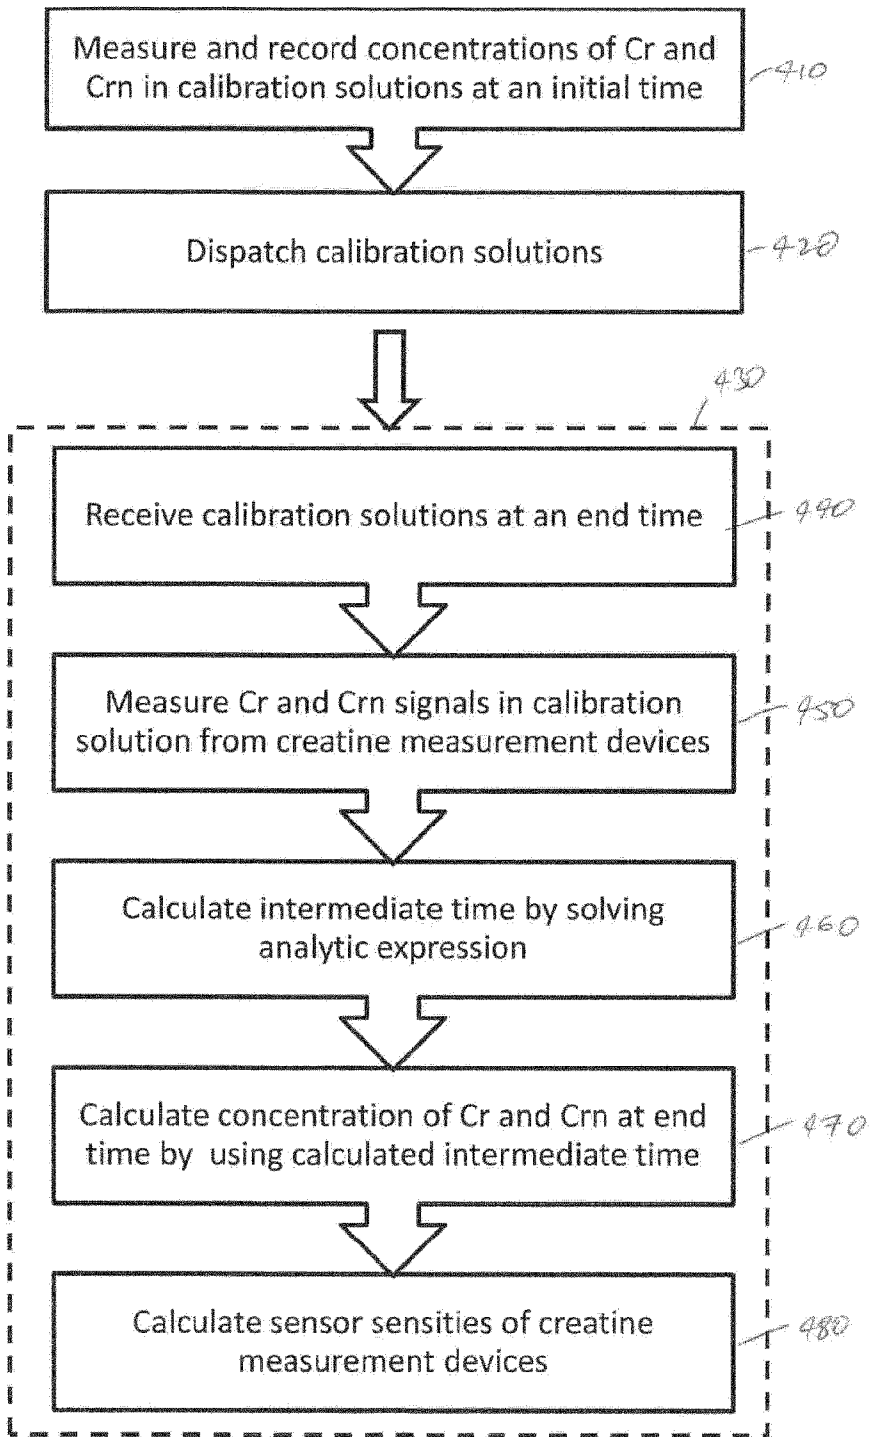 Measure and record concentrations of Cr and
Crn in calibration solutions at an initial time
410
Dispatch calibration solutions
420
430
Receive calibration solutions at an end time
440
Measure Cr and Crn signals in calibration
solution from creatine measurement devices
450
Calculate intermediate time by solving
analytic expression
460
Calculate concentration of Cr and Crn at end
time by using calculated intermediate time
470
Calculate sensor sensities of creatine
measurement devices
480